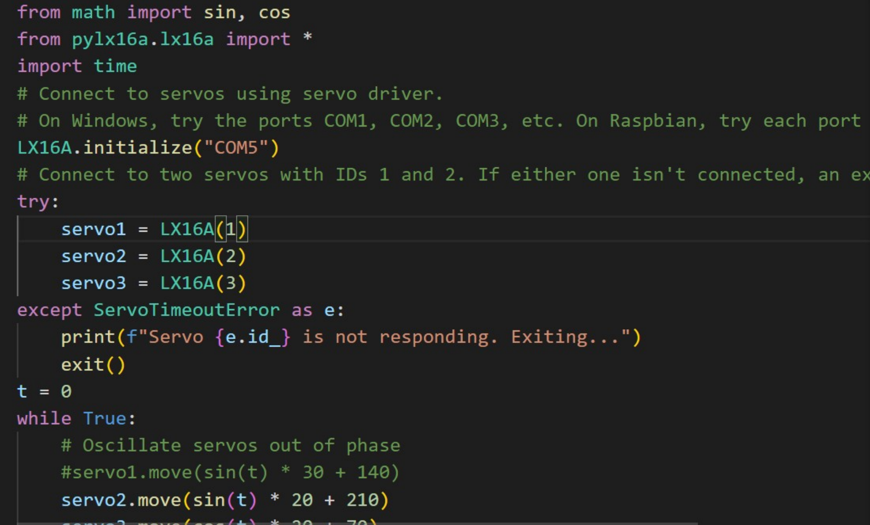 from math import sin, cos
from pylx16a.lx16a import *
import time
# Connect to servos using servo driver.
# On Windows, try the ports COM1, COM2, COM3, etc. On Raspbian, try each port
LX16A.initialize("COM5")
# Connect to two servos with IDs 1 and 2. If either one isn't connected, an ex
try:
    servo1 = LX16A(1)
    servo2 = LX16A(2)
    servo3 = LX16A(3)
except ServoTimeoutError as e:
    print(f"Servo {e.id_} is not responding. Exiting...")
    exit()
t = 0
while True:
    # Oscillate servos out of phase
    #servo1.move(sin(t) * 30 + 140)
    servo2.move(sin(t) * 20 + 210)